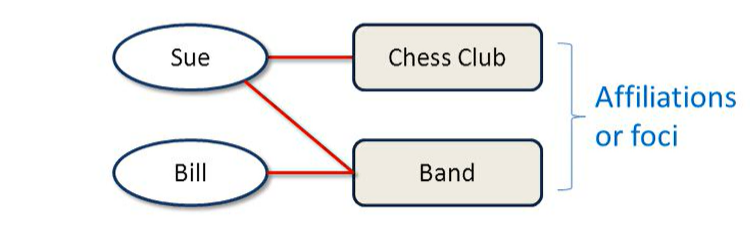 Sue
Chess Club
Affiliations
or foci
Bill
Band